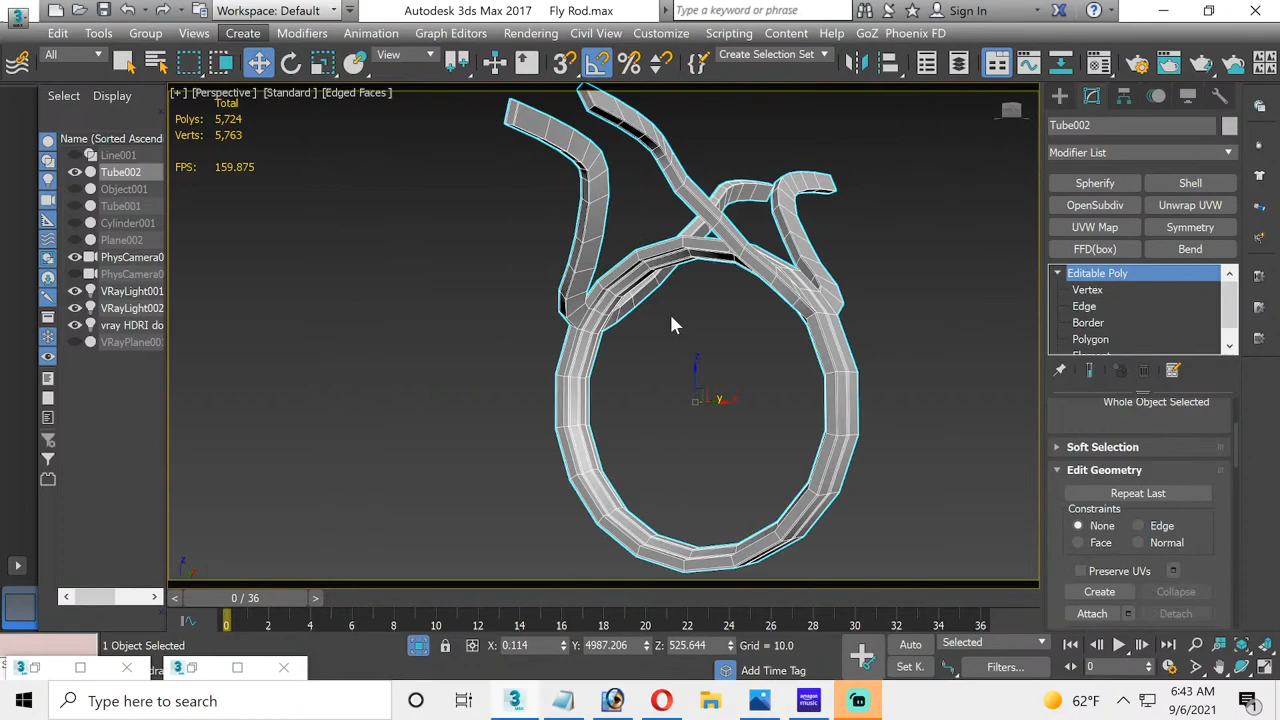 Workspace: Default
Autodesk 3ds Max 2017 Fly Rod.max
Type a keyword or phrase
Sign In
Edit Tools Group Views Create Modifiers Animation Graph Editors Rendering Civil View Customize Scripting Content Help GoZ Phoenix FD
All
View
Create Selection Set
Select Display
[+] [Perspective] [Standard] [Edged Faces]
Total
Polys: 5,724
Verts: 5,763
FPS: 159.875
Name (Sorted Ascend
Line001
Tube002
Object001
Tube001
Cylinder001
Plane002
PhysCamera0
PhysCamera0
VRayLight001
VRayLight002
vray HDRI do
VRayPlane00
z
x
y
z
Tube002
Modifier List
Spherify Shell
OpenSubdiv Unwrap UVW
UV Map Symmetry
FFD(box) Bend
Editable Poly
Vertex
Edge
Border
Polygon
Whole Object Selected
Soft Selection
Edit Geometry
Repeat Last
Constraints
None Edge
Face Normal
Preserve UVs
Create Collapse
Attach Detach
< 0 / 36 >
0 2 4 6 8 10 12 14 16 18 20 22 24 26 28 30 32 34 36
1 Object Selected
X: 0.114 Y: 4987.206 Z: 525.644 Grid = 10.0
Auto Selected
Add Time Tag
Set K. Filters...
0
Type here to search
62°F
6:43 AM
9/6/2021